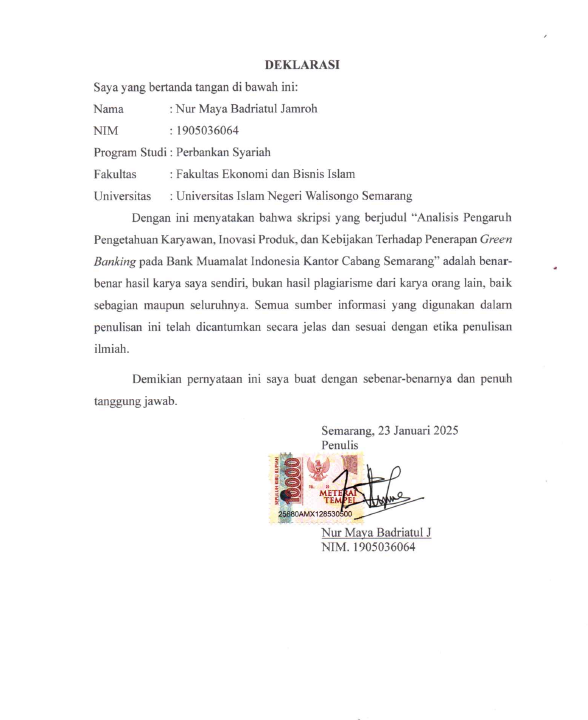 DEKLARASI
Saya yang bertanda tangan di bawah ini:
Nama : Nur Maya Badriatul Jamroh
NIM : 1905036064
Program Studi : Perbankan Syariah
Fakultas : Fakultas Ekonomi dan Bisnis Islam
Universitas : Universitas Islam Negeri Walisongo Semarang
Dengan ini menyatakan bahwa skripsi yang berjudul “Analisis Pengaruh
Pengetahuan Karyawan, Inovasi Produk, dan Kebijakan Terhadap Penerapan Green
Banking pada Bank Muamalat Indonesia Kantor Cabang Semarang” adalah benar-
benar hasil karya saya sendiri, bukan hasil plagiarisme dari karya orang lain, baik
sebagian maupun seluruhnya. Semua sumber informasi yang digunakan dalam
penulisan ini telah dicantumkan secara jelas dan sesuai dengan etika penulisan
ilmiah.
Demikian pernyataan ini saya buat dengan sebenar-benarnya dan penuh
tanggung jawab.
Semarang, 23 Januari 2025
Penulis
SEPULUH RIBU RUPIAH
10000
METERAI
TEMPEL
25880AMX128530500
Nur Maya Badriatul J
NIM. 1905036064